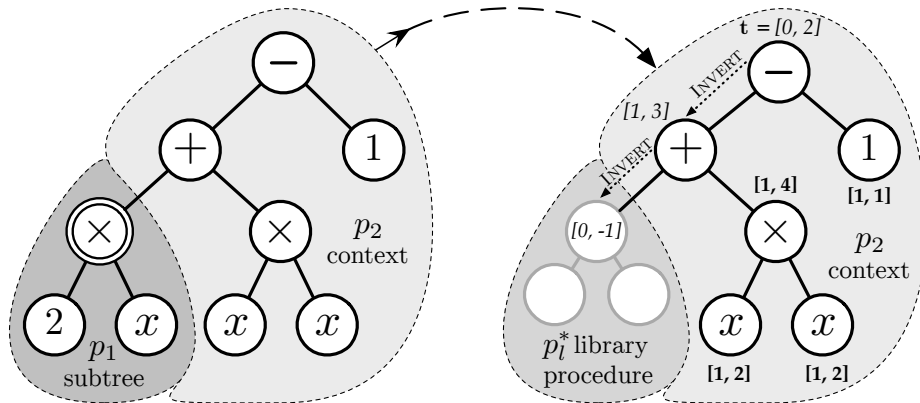 −
+
1
×
×
2
x
x
x
p₁
subtree
p₂
context
t = [0, 2]
INVERT
−
[1, 3]
+
1
[1, 1]
INVERT
[0, -1]
[1, 4]
×
p₂
context
x
x
[1, 2]
[1, 2]
p*ₗ library
procedure